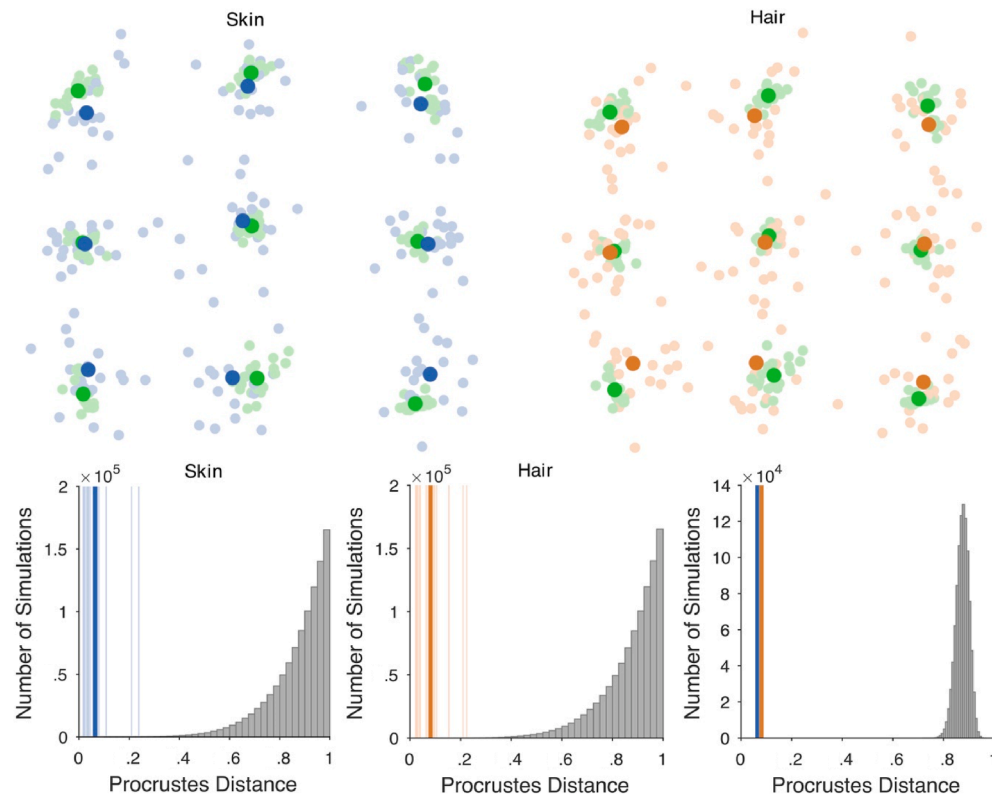 Skin
Hair
Skin
× 10^5
2
1.5
1
0
0 .2 .4 .6 .8 1
Number of Simulations
Procrustes Distance
Hair
× 10^5
2
1.5
1
.5
0
0 .2 .4 .6 .8 1
Number of Simulations
Procrustes Distance
× 10^4
14
12
10
8
6
4
2
0
0 .2 .4 .6 .8 1
Number of Simulations
Procrustes Distance